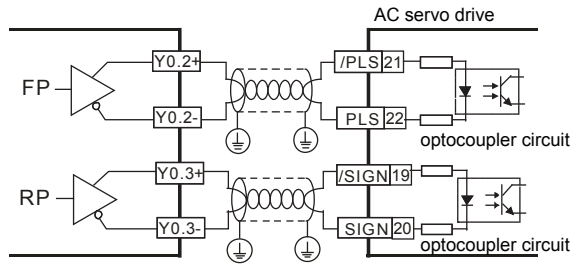 AC servo drive
FP
Y0.2+
/PLS 21
Y0.2-
PLS 22
optocoupler circuit
RP
Y0.3+
/SIGN 19
Y0.3-
SIGN 20
optocoupler circuit